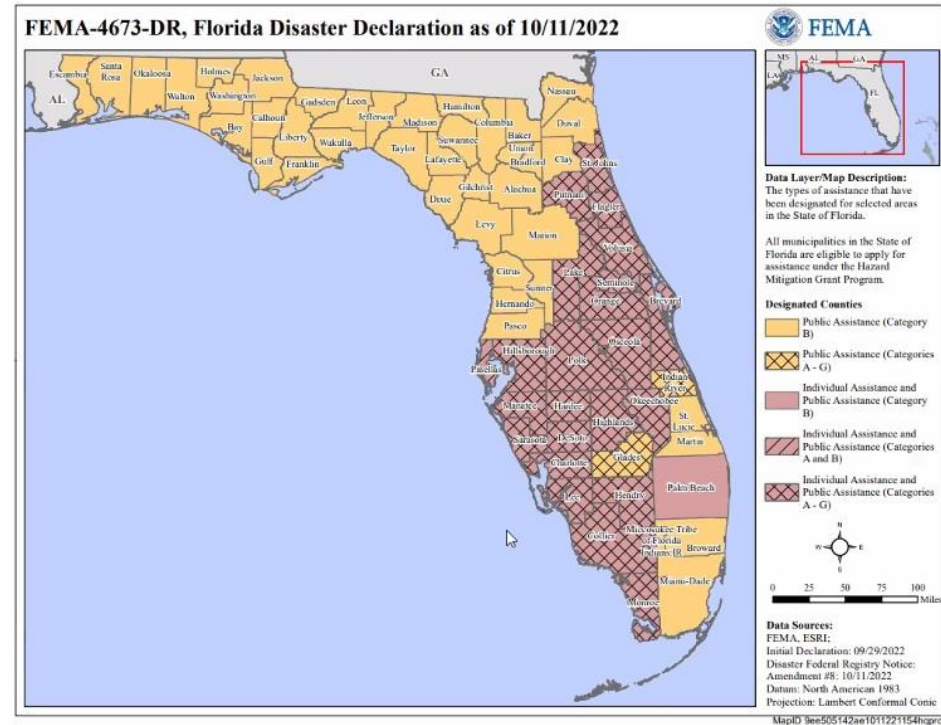 FEMA-4673-DR, Florida Disaster Declaration as of 10/11/2022
FEMA
MS
AL
GA
LA
FL
GA
AL
Escambia
Santa
Rosa
Okaloosa
Walton
Holmes
Washington
Jackson
Bay
Calhoun
Gulf
Liberty
Gadsden
Franklin
Leon
Wakulla
Jefferson
Madison
Taylor
Hamilton
Suwannee
Lafayette
Columbia
Baker
Union
Bradford
Nassau
Duval
Clay
St. Johns
Gilchrist
Dixie
Alachua
Putnam
Flagler
Levy
Marion
Volusia
Citrus
Lake
Sumter
Seminole
Hernando
Orange
Brevard
Pasco
Osceola
Hillsborough
Polk
Pinellas
Indian
River
Manatee
Hardee
Okeechobee
Highlands
St.
Lucie
Sarasota
DeSoto
Martin
Charlotte
Glades
Lee
Hendry
Palm Beach
Collier
Miccosukee Tribe
of Florida
Indians IR
Broward
Miami-Dade
Monroe
Data Layer/Map Description:
The types of assistance that have
been designated for selected areas
in the State of Florida.
All municipalities in the State of
Florida are eligible to apply for
assistance under the Hazard
Mitigation Grant Program.
Designated Counties
Public Assistance (Category
B)
Public Assistance (Categories
A - G)
Individual Assistance and
Public Assistance (Category
B)
Individual Assistance and
Public Assistance (Categories
A and B)
Individual Assistance and
Public Assistance (Categories
A - G)
N
W
E
S
0 25 50 75 100
Miles
Data Sources:
FEMA, ESRI;
Initial Declaration: 09/29/2022
Disaster Federal Registry Notice:
Amendment #8: 10/11/2022
Datum: North American 1983
Projection: Lambert Conformal Conic
MapID 9ee505142ae1011221154hqprod